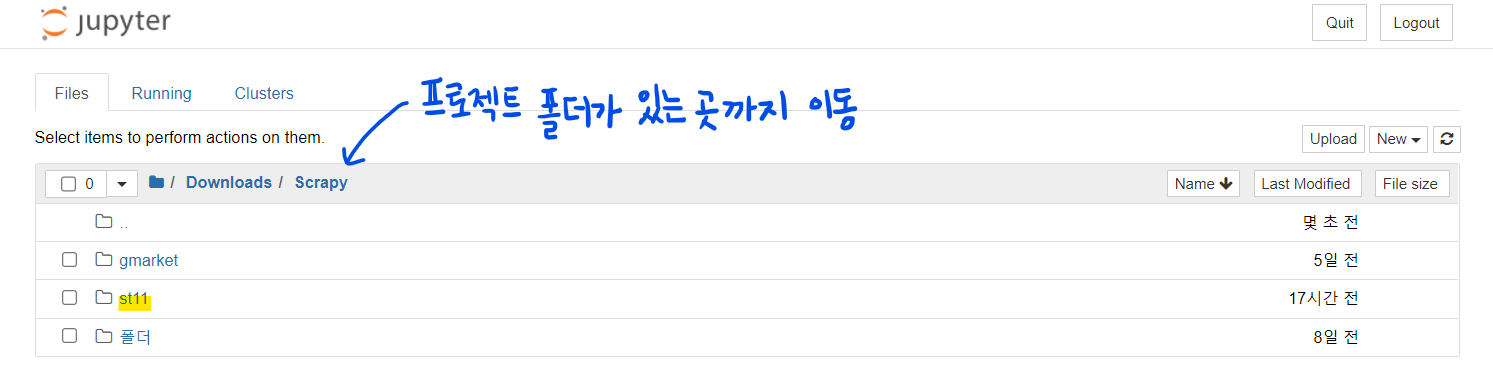 jupyter
Quit
Logout
Files
Running
Clusters
프로젝트 폴더가 있는 곳까지 이동
Select items to perform actions on them.
Upload
New
0
/ Downloads / Scrapy
Name
Last Modified
File size
..
몇 초 전
gmarket
5일 전
st11
17시간 전
폴더
8일 전